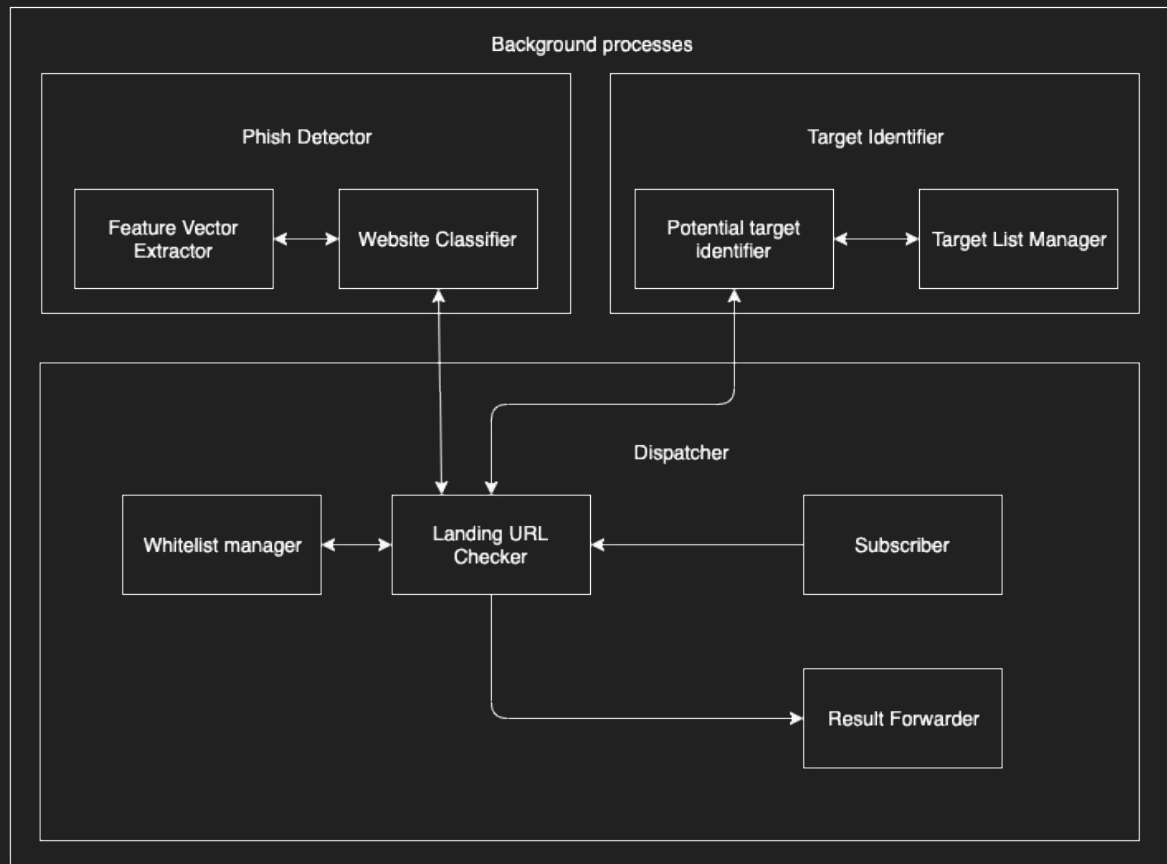 Background processes
Phish Detector
Target Identifier
Feature Vector
Extractor
Website Classifier
Potential target
identifier
Target List Manager
Dispatcher
Whitelist manager
Landing URL
Checker
Subscriber
Result Forwarder